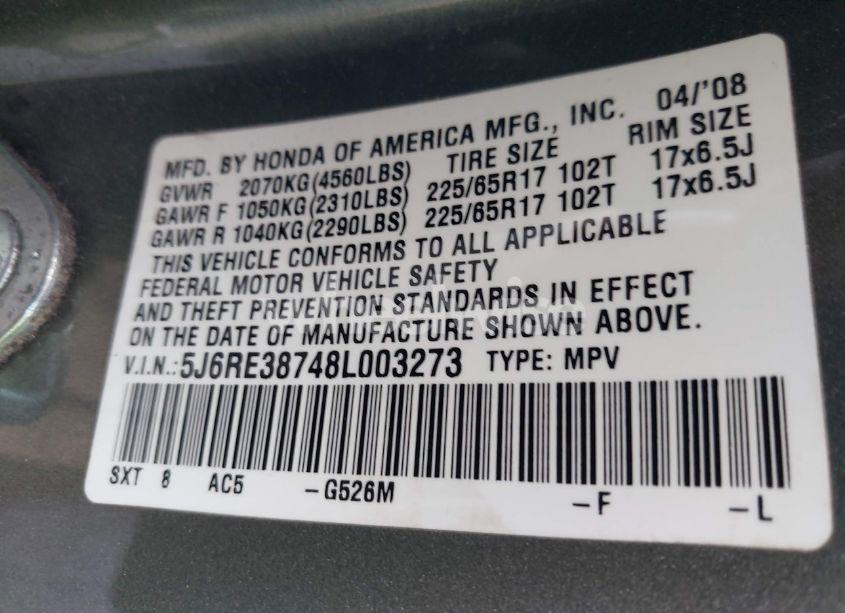 MFD. BY HONDA OF AMERICA MFG., INC. 04/'08
GVWR 2070KG(4560LBS) TIRE SIZE RIM SIZE
GAWR F 1050KG(2310LBS) 225/65R17 102T 17x6.5J
GAWR R 1040KG(2290LBS) 225/65R17 102T 17x6.5J
THIS VEHICLE CONFORMS TO ALL APPLICABLE
FEDERAL MOTOR VEHICLE SAFETY
AND THEFT PREVENTION STANDARDS IN EFFECT
ON THE DATE OF MANUFACTURE SHOWN ABOVE.
V.I.N.:5J6RE38748L003273 TYPE: MPV
SXT 8 AC5 -G526M -F -L